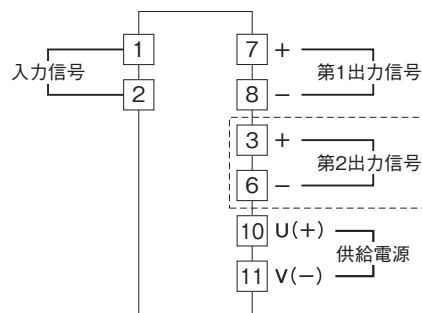 入力信号
1
2
7 +
8 −
第1出力信号
3 +
6 −
第2出力信号
10 U(+)
11 V(−)
供給電源